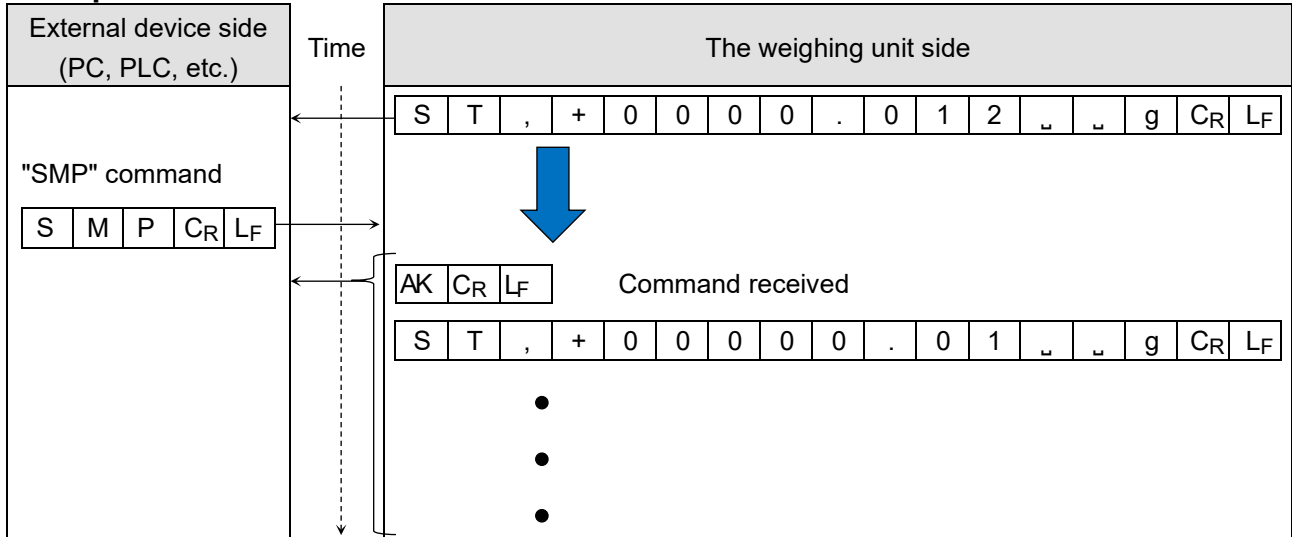 External device side
(PC, PLC, etc.)
Time
The weighing unit side
S T , + 0 0 0 0 . 0 1 2 ␣ ␣ g CR LF
"SMP" command
S M P CR LF
AK CR LF Command received
S T , + 0 0 0 0 0 . 0 1 ␣ ␣ g CR LF